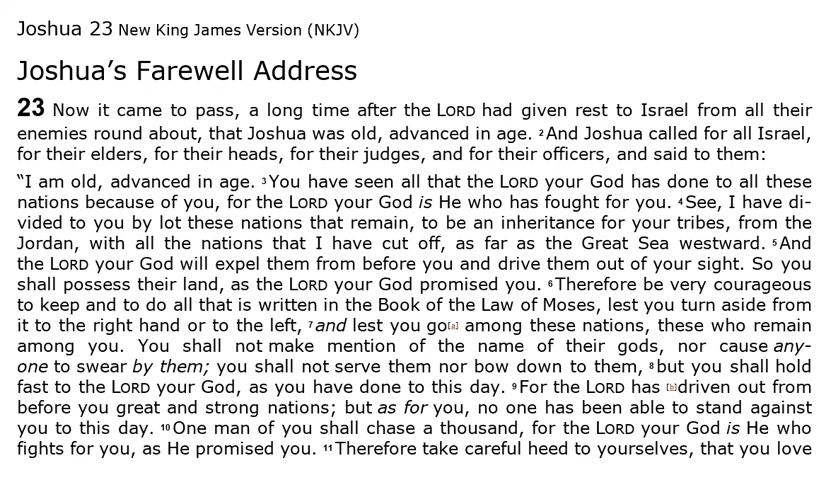 Joshua 23 New King James Version (NKJV)
Joshua’s Farewell Address
23 Now it came to pass, a long time after the LORD had given rest to Israel from all their
enemies round about, that Joshua was old, advanced in age. 2 And Joshua called for all Israel,
for their elders, for their heads, for their judges, and for their officers, and said to them:
“I am old, advanced in age. 3 You have seen all that the LORD your God has done to all these
nations because of you, for the LORD your God is He who has fought for you. 4 See, I have di-
vided to you by lot these nations that remain, to be an inheritance for your tribes, from the
Jordan, with all the nations that I have cut off, as far as the Great Sea westward. 5 And
the LORD your God will expel them from before you and drive them out of your sight. So you
shall possess their land, as the LORD your God promised you. 6 Therefore be very courageous
to keep and to do all that is written in the Book of the Law of Moses, lest you turn aside from
it to the right hand or to the left, 7 and lest you go[a] among these nations, these who remain
among you. You shall not make mention of the name of their gods, nor cause any-
one to swear by them; you shall not serve them nor bow down to them, 8 but you shall hold
fast to the LORD your God, as you have done to this day. 9 For the LORD has [b]driven out from
before you great and strong nations; but as for you, no one has been able to stand against
you to this day. 10 One man of you shall chase a thousand, for the LORD your God is He who
fights for you, as He promised you. 11 Therefore take careful heed to yourselves, that you love